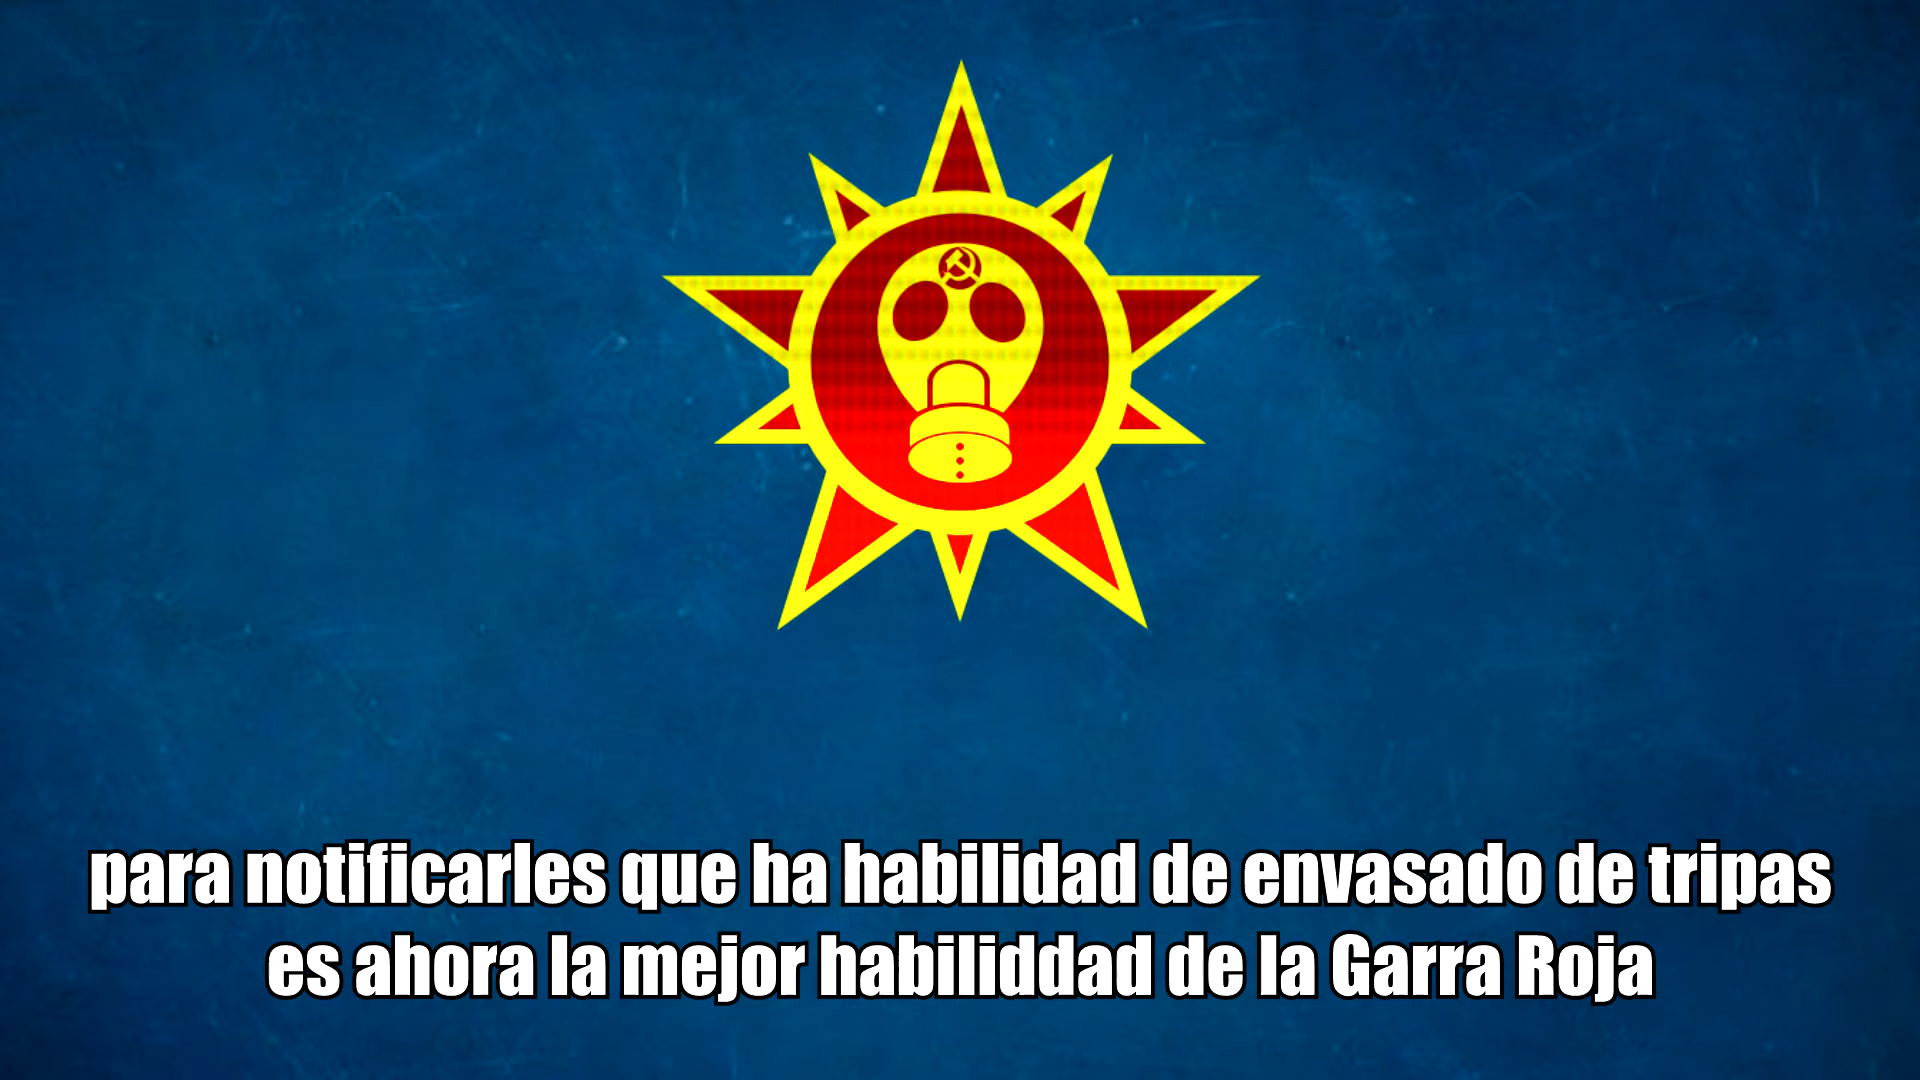 para notificarles que ha habilidad de envasado de tripas
es ahora la mejor habiliddad de la Garra Roja